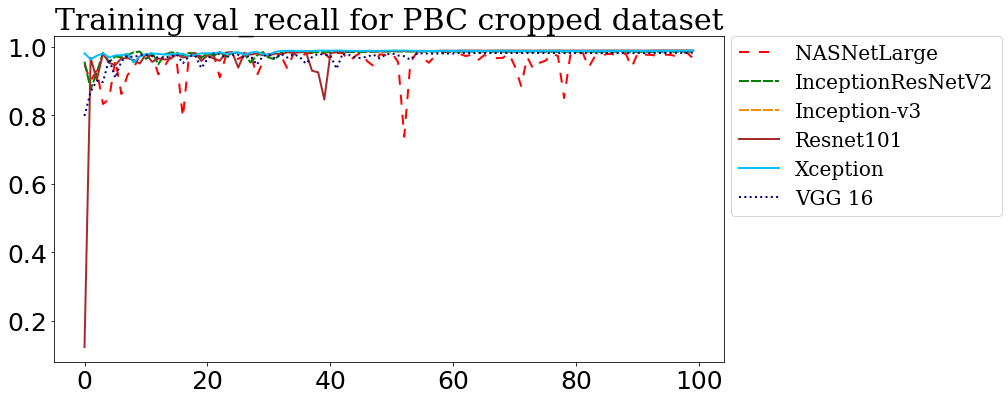 Training val_recall for PBC cropped dataset
1.0
0.8
0.6
0.4
0.2
0 20 40 60 80 100
NASNetLarge
InceptionResNetV2
Inception-v3
Resnet101
Xception
VGG 16